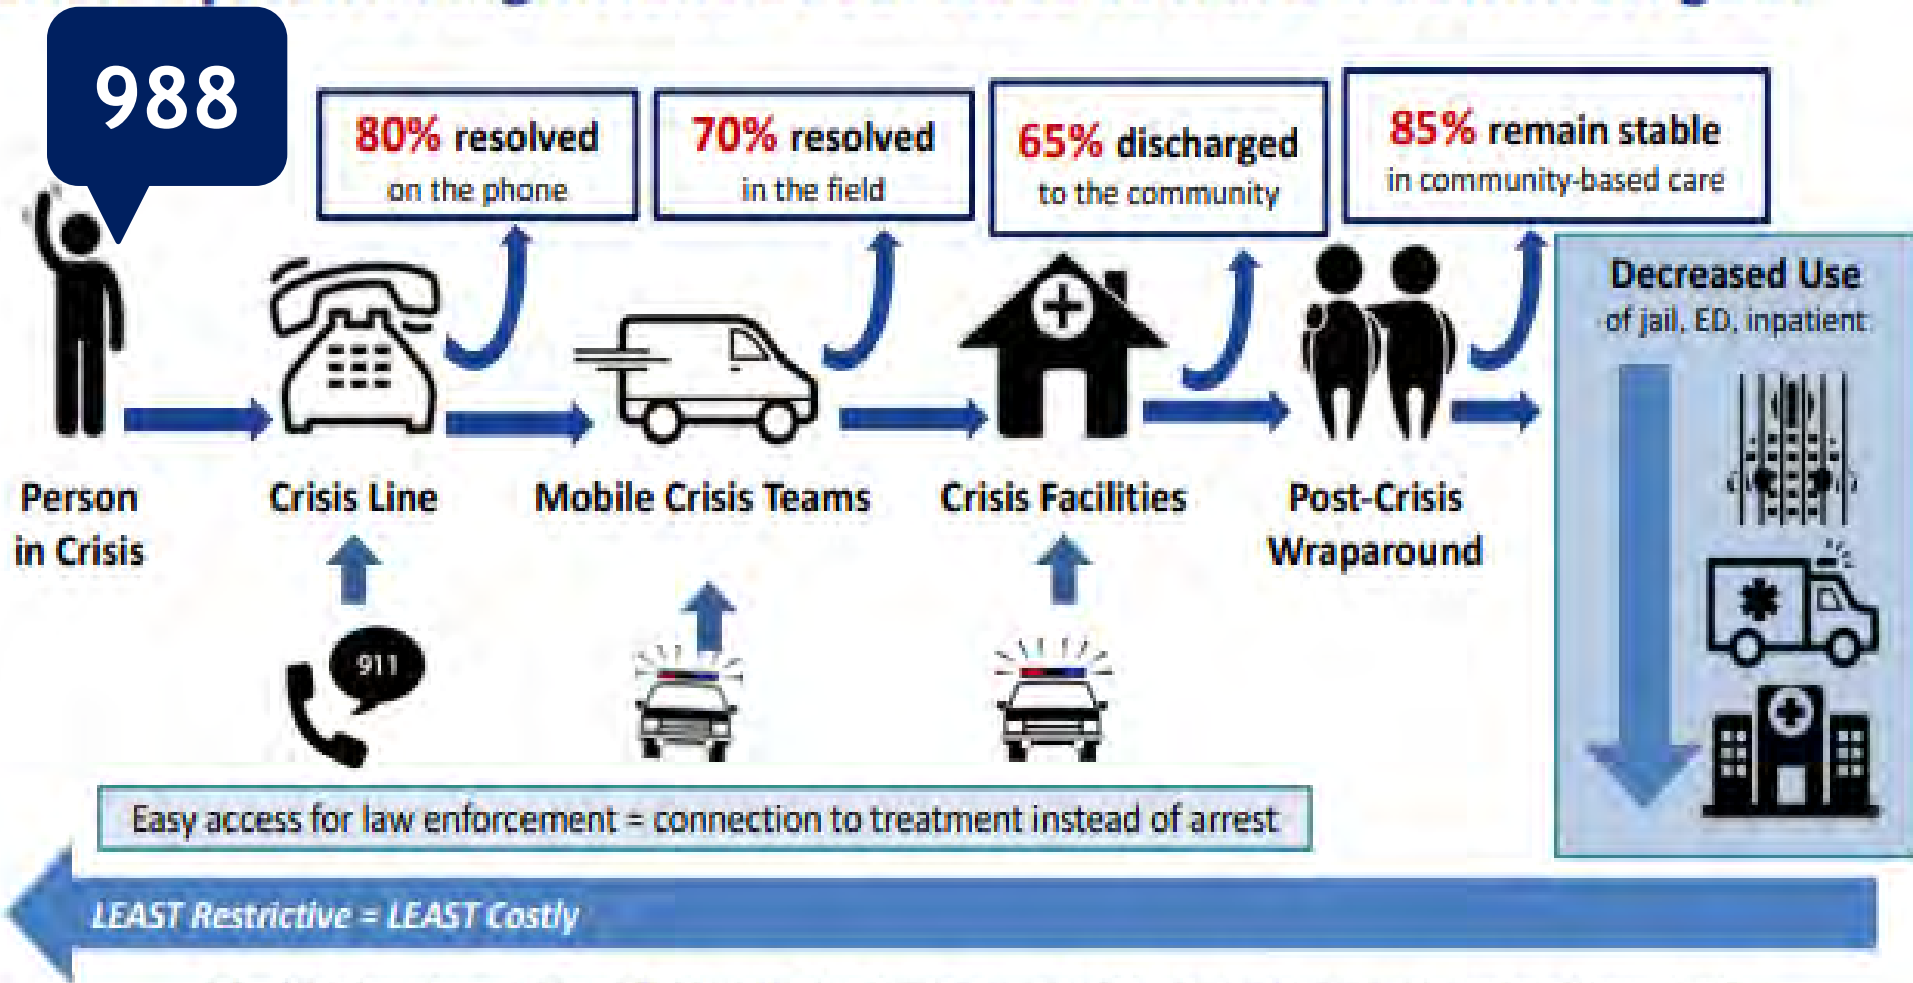 988
80% resolved
on the phone
70% resolved
in the field
65% discharged
to the community
85% remain stable
in community-based care
Decreased Use
of jail, ED, inpatient
Person
in Crisis
Crisis Line
Mobile Crisis Teams
Crisis Facilities
Post-Crisis
Wraparound
911
Easy access for law enforcement = connection to treatment instead of arrest
LEAST Restrictive = LEAST Costly